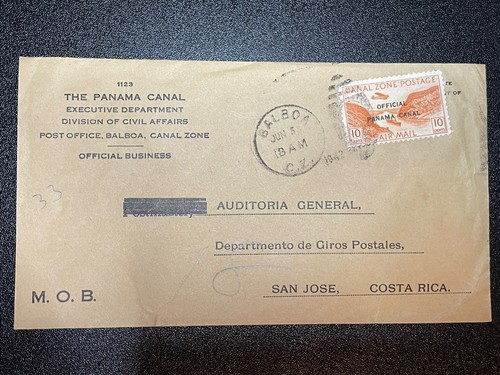 1123
THE PANAMA CANAL
EXECUTIVE DEPARTMENT
DIVISION OF CIVIL AFFAIRS
POST OFFICE, BALBOA, CANAL ZONE
OFFICIAL BUSINESS
BALBOA
JUN
AM
C.Z.
1942
CANAL ZONE POSTAGE
OFFICIAL
PANAMA CANAL
10 AIR MAIL 10
33
AUDITORIA GENERAL,
Departmento de Giros Postales,
SAN JOSE, COSTA RICA.
M. O. B.